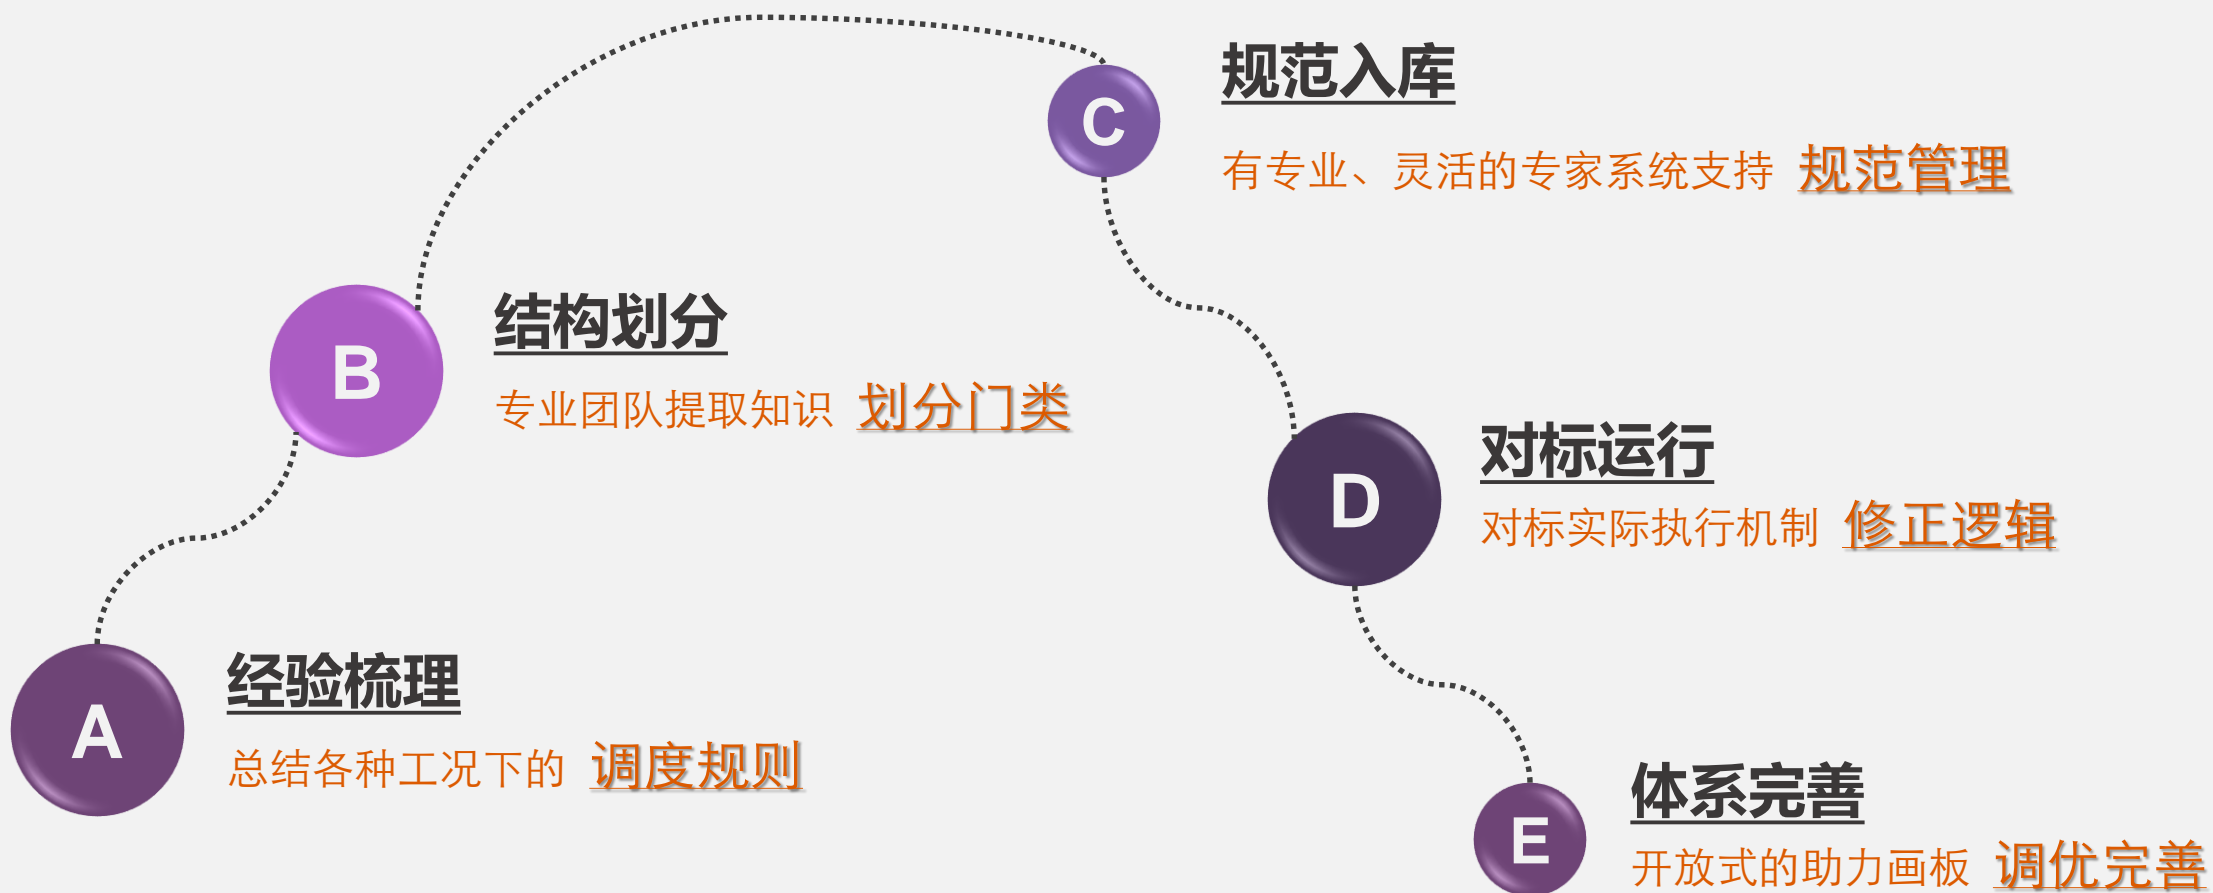 A
经验梳理
总结各种工况下的 调度规则
B
结构划分
专业团队提取知识 划分门类
C
规范入库
有专业、灵活的专家系统支持 规范管理
D
对标运行
对标实际执行机制 修正逻辑
E
体系完善
开放式的助力画板 调优完善